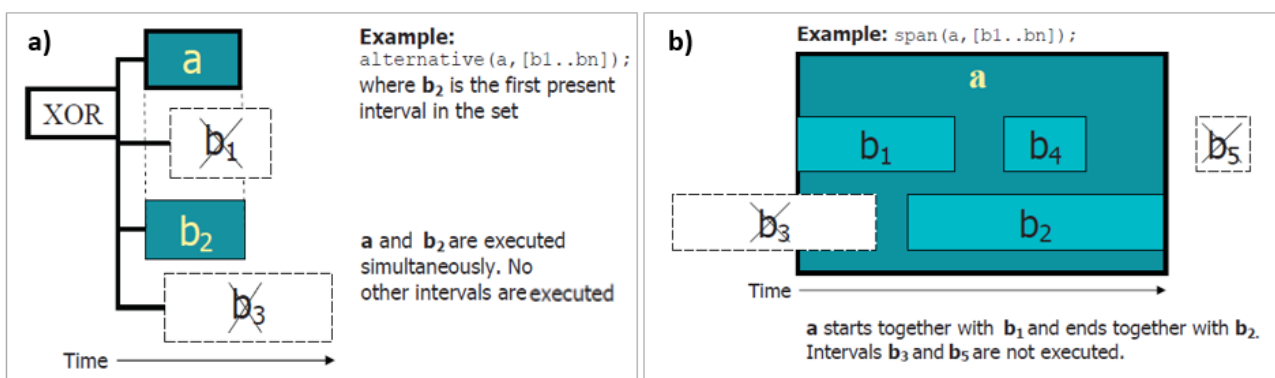 a)
a
XOR
b1
b2
b3
Time
Example:
alternative(a,[b1..bn]);
where b2 is the first present
interval in the set
a and b2 are executed
simultaneously. No
other intervals are executed
b)
Example: span(a,[b1..bn]);
a
b1
b4
b5
b3
b2
Time
a starts together with b1 and ends together with b2.
Intervals b3 and b5 are not executed.